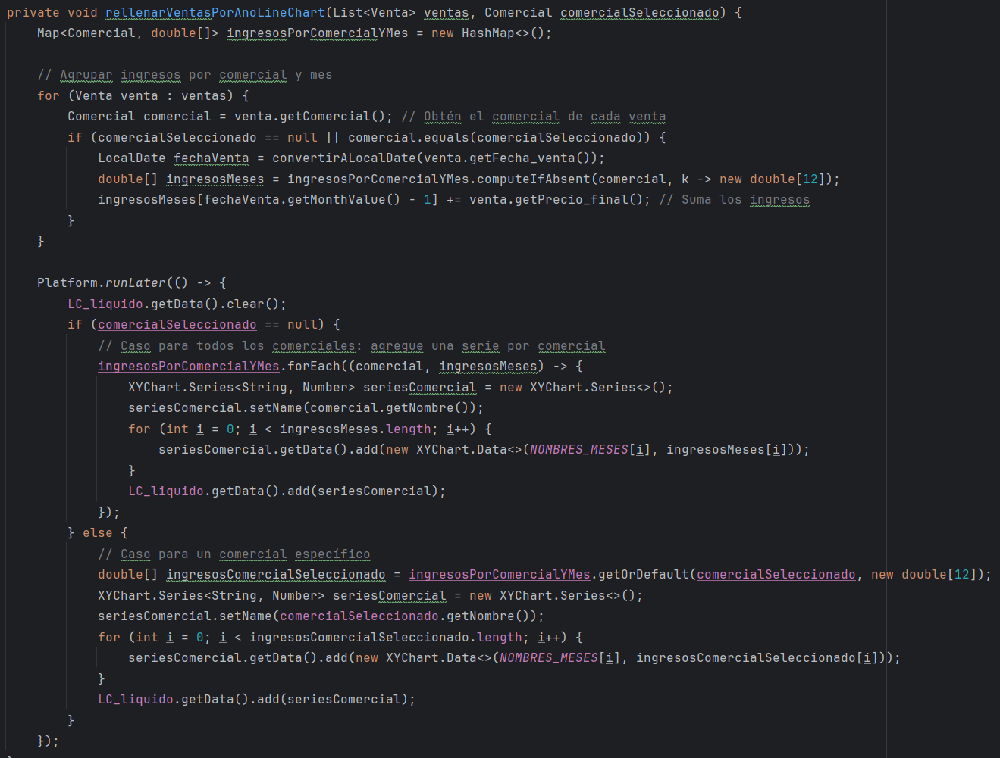 private void rellenarVentasPorAnoLineChart(List<Venta> ventas, Comercial comercialSeleccionado) {
    Map<Comercial, double[]> ingresosPorComercialYMes = new HashMap<>();

    // Agrupar ingresos por comercial y mes
    for (Venta venta : ventas) {
        Comercial comercial = venta.getComercial(); // Obtén el comercial de cada venta
        if (comercialSeleccionado == null || comercial.equals(comercialSeleccionado)) {
            LocalDate fechaVenta = convertirALocalDate(venta.getFecha_venta());
            double[] ingresosMeses = ingresosPorComercialYMes.computeIfAbsent(comercial, k -> new double[12]);
            ingresosMeses[fechaVenta.getMonthValue() - 1] += venta.getPrecio_final(); // Suma los ingresos
        }
    }

    Platform.runLater(() -> {
        LC_liquido.getData().clear();
        if (comercialSeleccionado == null) {
            // Caso para todos los comerciales: agregue una serie por comercial
            ingresosPorComercialYMes.forEach((comercial, ingresosMeses) -> {
                XYChart.Series<String, Number> seriesComercial = new XYChart.Series<>();
                seriesComercial.setName(comercial.getNombre());
                for (int i = 0; i < ingresosMeses.length; i++) {
                    seriesComercial.getData().add(new XYChart.Data<>(NOMBRES_MESES[i], ingresosMeses[i]));
                }
                LC_liquido.getData().add(seriesComercial);
            });
        } else {
            // Caso para un comercial específico
            double[] ingresosComercialSeleccionado = ingresosPorComercialYMes.getOrDefault(comercialSeleccionado, new double[12]);
            XYChart.Series<String, Number> seriesComercial = new XYChart.Series<>();
            seriesComercial.setName(comercialSeleccionado.getNombre());
            for (int i = 0; i < ingresosComercialSeleccionado.length; i++) {
                seriesComercial.getData().add(new XYChart.Data<>(NOMBRES_MESES[i], ingresosComercialSeleccionado[i]));
            }
            LC_liquido.getData().add(seriesComercial);
        }
    });